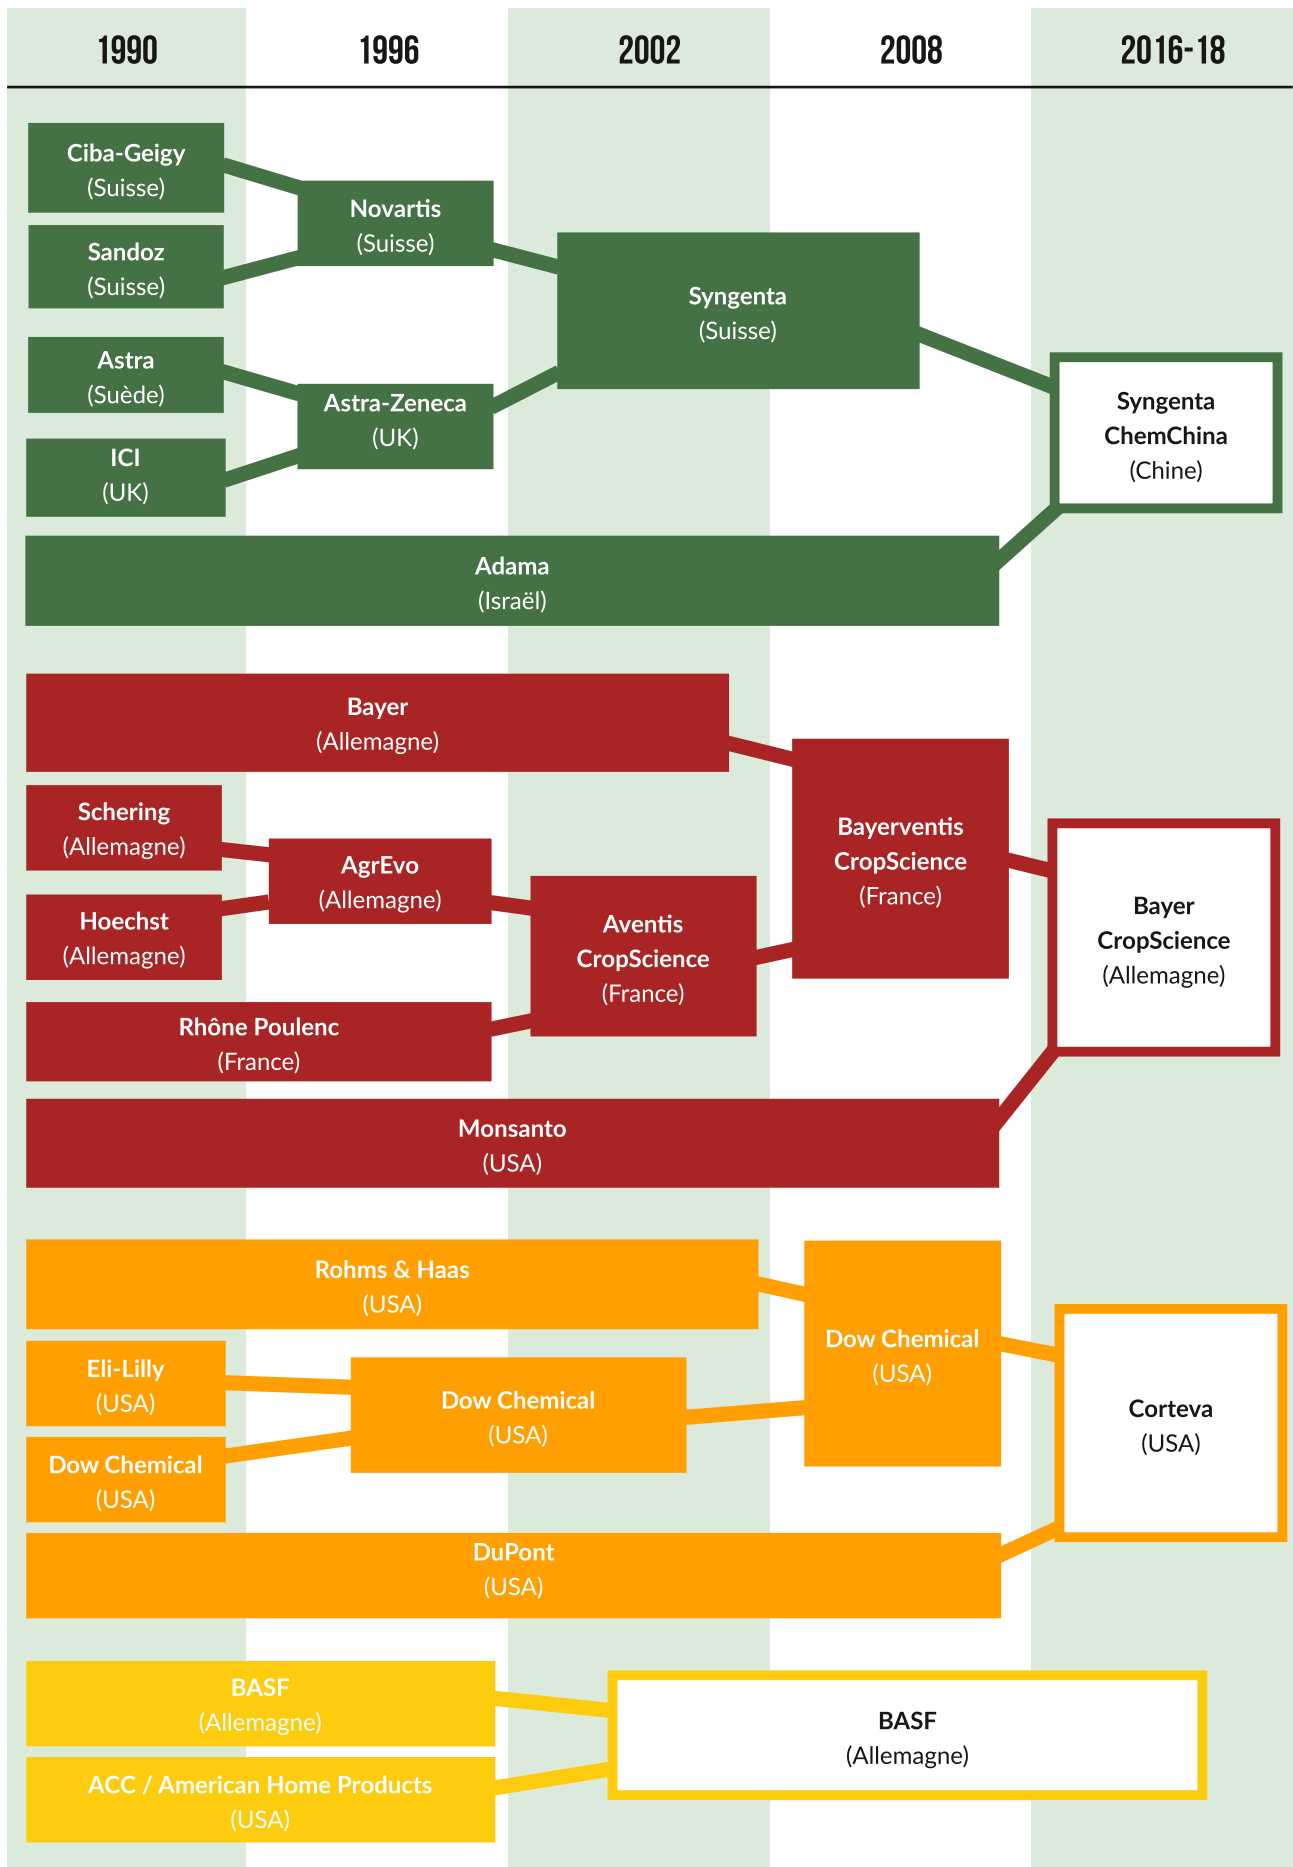 1990
1996
2002
2008
2016-18
Ciba-Geigy
(Suisse)
Sandoz
(Suisse)
Novartis
(Suisse)
Astra
(Suède)
ICI
(UK)
Astra-Zeneca
(UK)
Syngenta
(Suisse)
Adama
(Israël)
Syngenta
ChemChina
(Chine)
Bayer
(Allemagne)
Schering
(Allemagne)
Hoechst
(Allemagne)
AgrEvo
(Allemagne)
Rhône Poulenc
(France)
Aventis
CropScience
(France)
Bayerventis
CropScience
(France)
Monsanto
(USA)
Bayer
CropScience
(Allemagne)
Rohms & Haas
(USA)
Eli-Lilly
(USA)
Dow Chemical
(USA)
Dow Chemical
(USA)
Dow Chemical
(USA)
DuPont
(USA)
Corteva
(USA)
BASF
(Allemagne)
ACC / American Home Products
(USA)
BASF
(Allemagne)